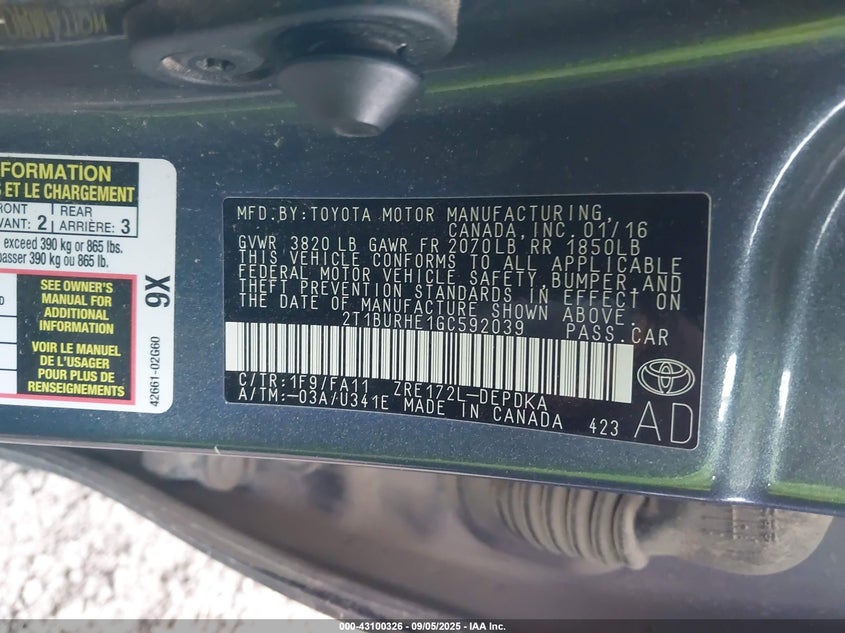 FORMATION
ET LE CHARGEMENT
FRONT
REAR
VANT: 2
ARRIÈRE: 3
exceed 390 kg or 865 lbs.
passer 390 kg ou 865 lb.
SEE OWNER'S
MANUAL FOR
ADDITIONAL
INFORMATION
VOIR LE MANUEL
DE L'USAGER
POUR PLUS DE
RENSEIGNEMENTS
9X
42661-02G60
MFD.BY:TOYOTA MOTOR MANUFACTURING,
CANADA, INC. 01/16
GVWR 3820 LB GAWR FR 2070LB, RR 1850LB
THIS VEHICLE CONFORMS TO ALL APPLICABLE
FEDERAL MOTOR VEHICLE SAFETY, BUMPER, AND
THEFT PREVENTION STANDARDS IN EFFECT ON
THE DATE OF MANUFACTURE SHOWN ABOVE.
2T1BURHE1GC592039 PASS.CAR
C/TR:1F9/FA11 ZRE172L-DEPDKA
A/TM:-03A/U341E MADE IN CANADA 423
AD
000-43100326 - 09/05/2025 - IAA Inc.